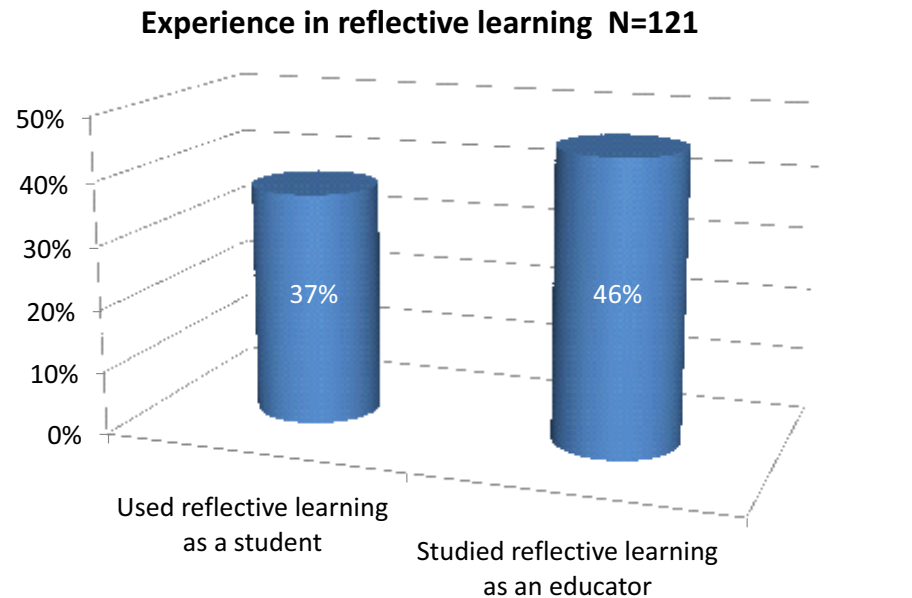 Experience in reflective learning  N=121
50%
40%
30%
20%
10%
0%
37%
46%
Used reflective learning
as a student
Studied reflective learning
as an educator